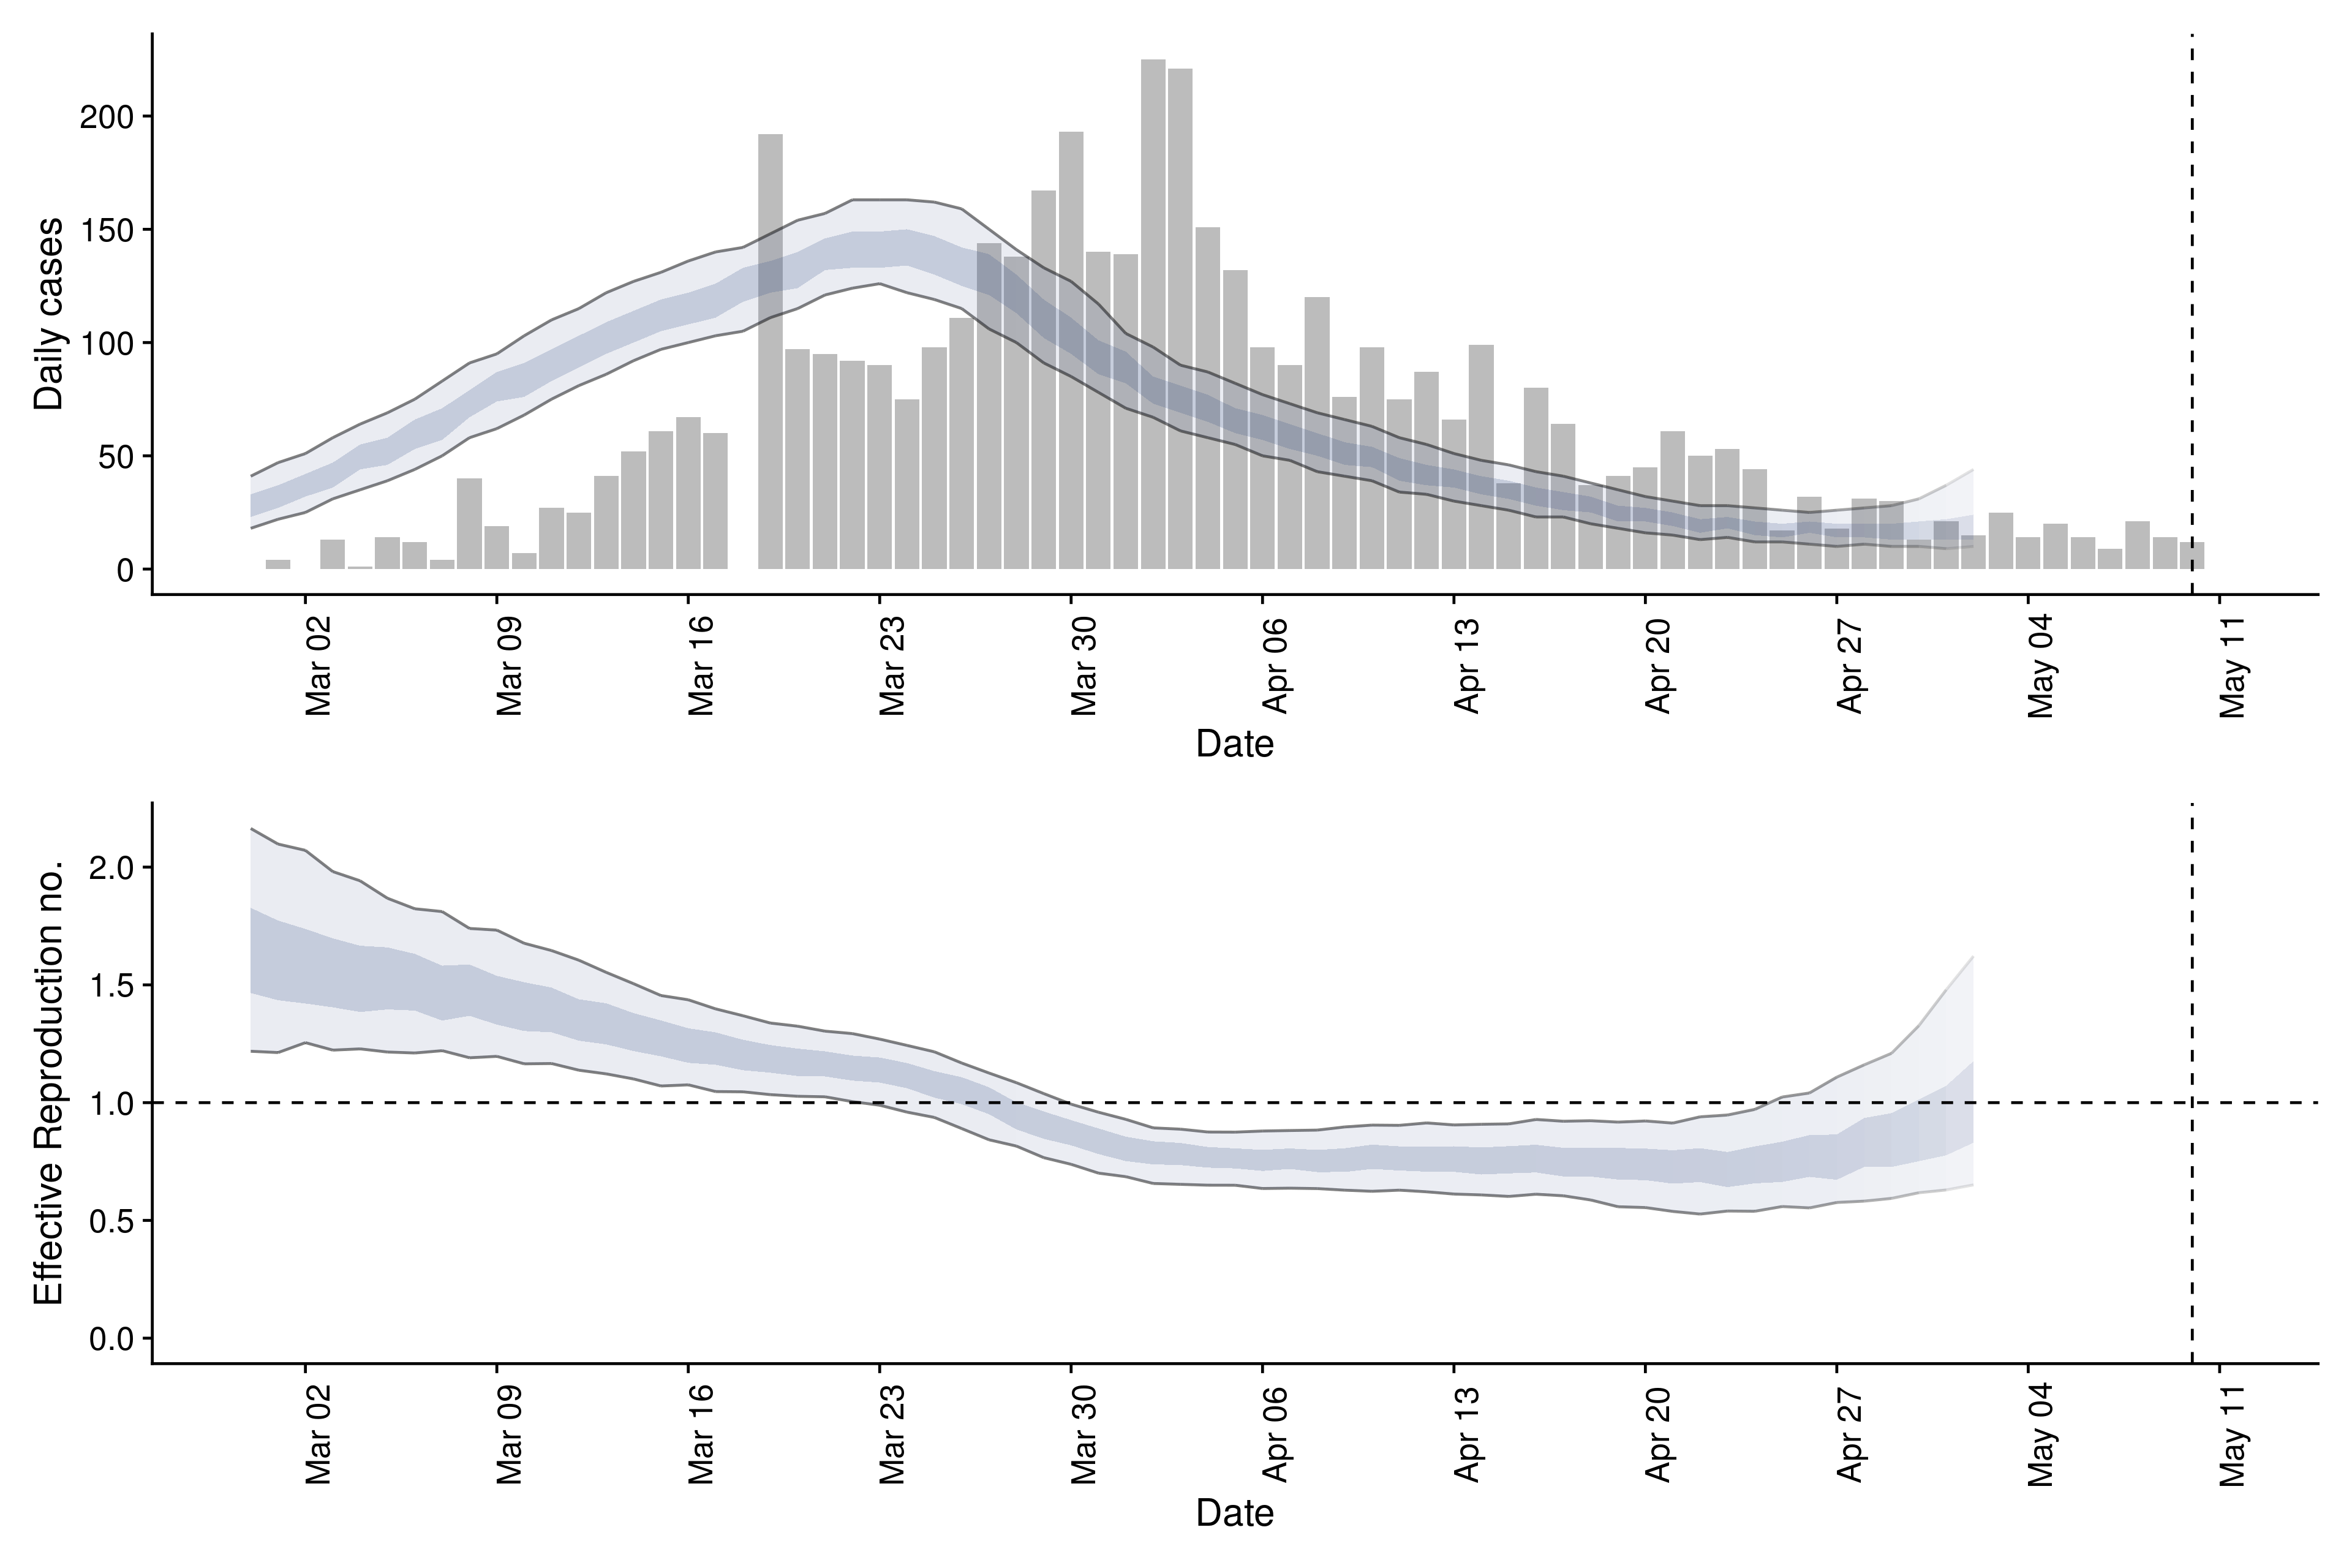 Daily cases
200
150
100
50
0
Mar 02
Mar 09
Mar 16
Mar 23
Mar 30
Apr 06
Apr 13
Apr 20
Apr 27
May 04
May 11
Date
Effective Reproduction no.
2.0
1.5
1.0
0.5
0.0
Mar 02
Mar 09
Mar 16
Mar 23
Mar 30
Apr 06
Apr 13
Apr 20
Apr 27
May 04
May 11
Date